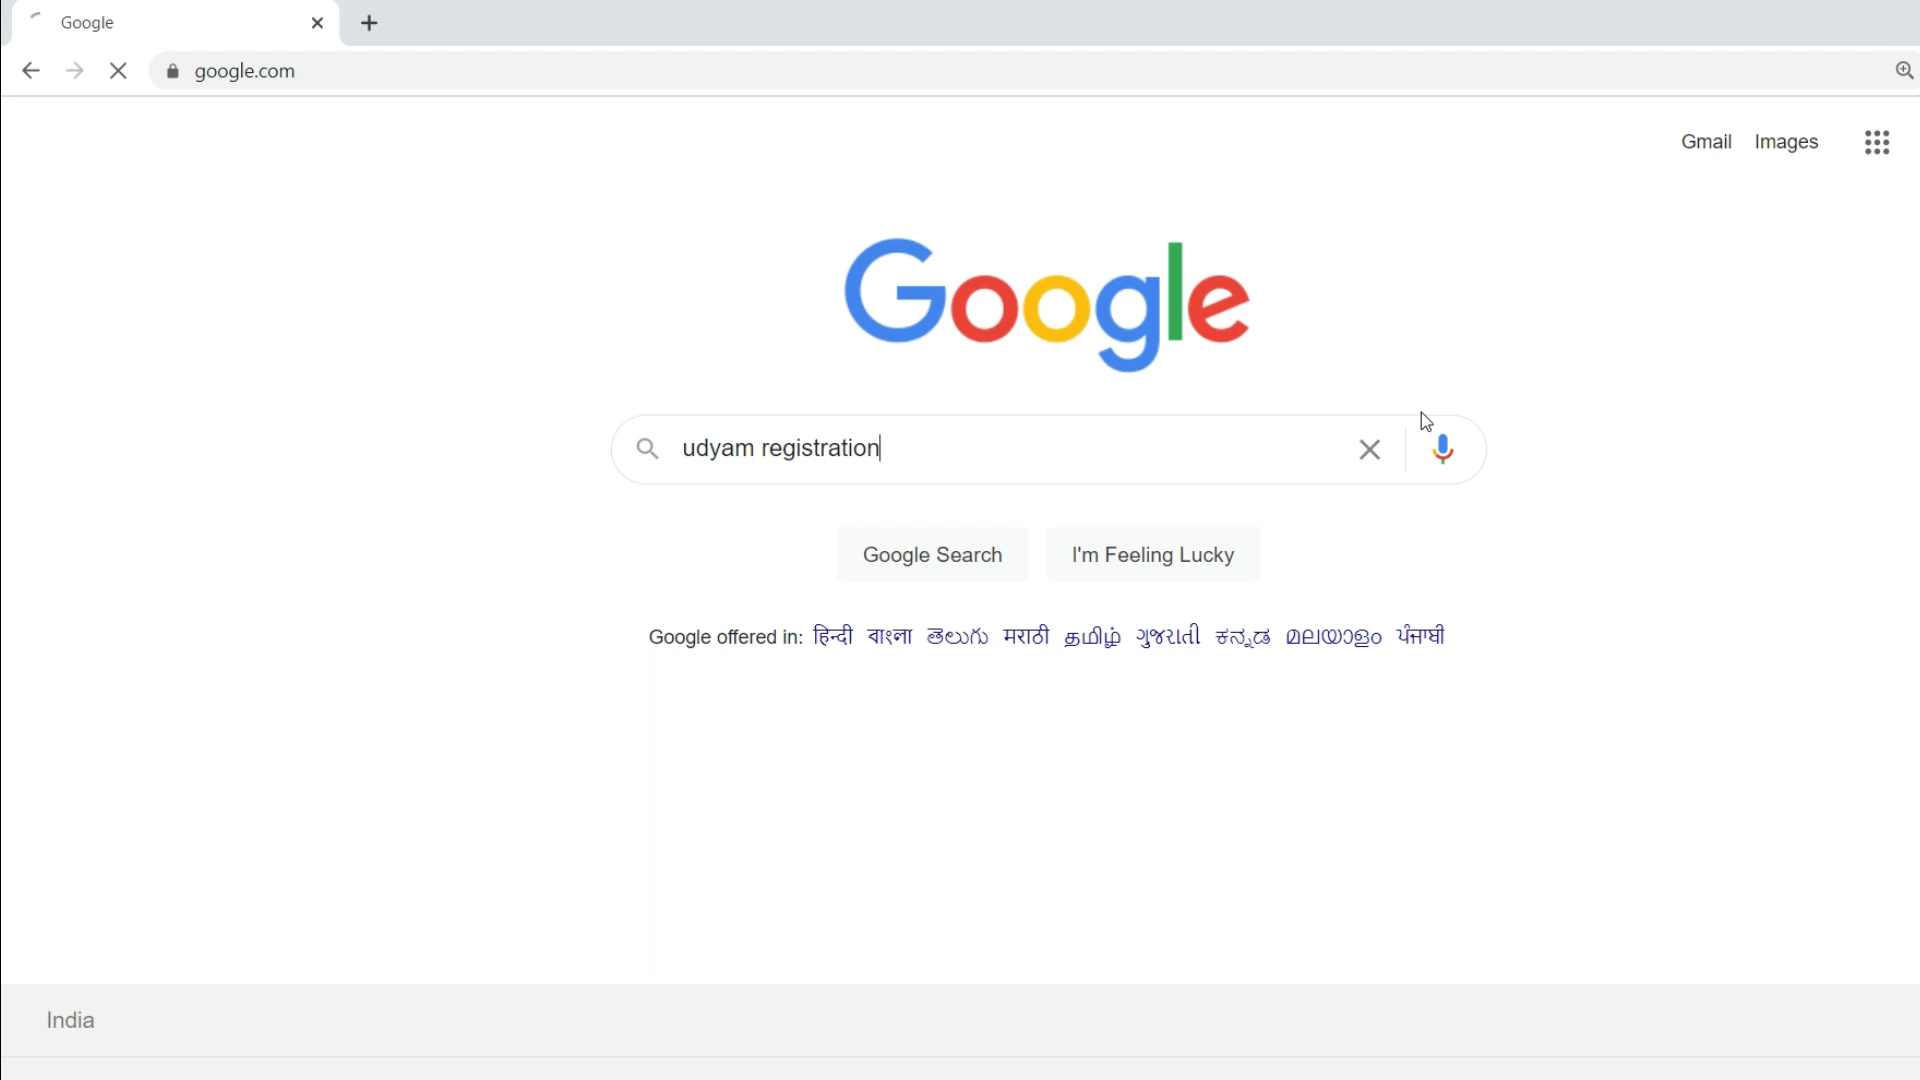 Google
google.com
Gmail Images
Google
udyam registration
Google Search I'm Feeling Lucky
Google offered in: हिन्दी বাংলা తెలుగు मराठी தமிழ் ગુજરાતી ಕನ್ನಡ മലയാളം ਪੰਜਾਬੀ
India